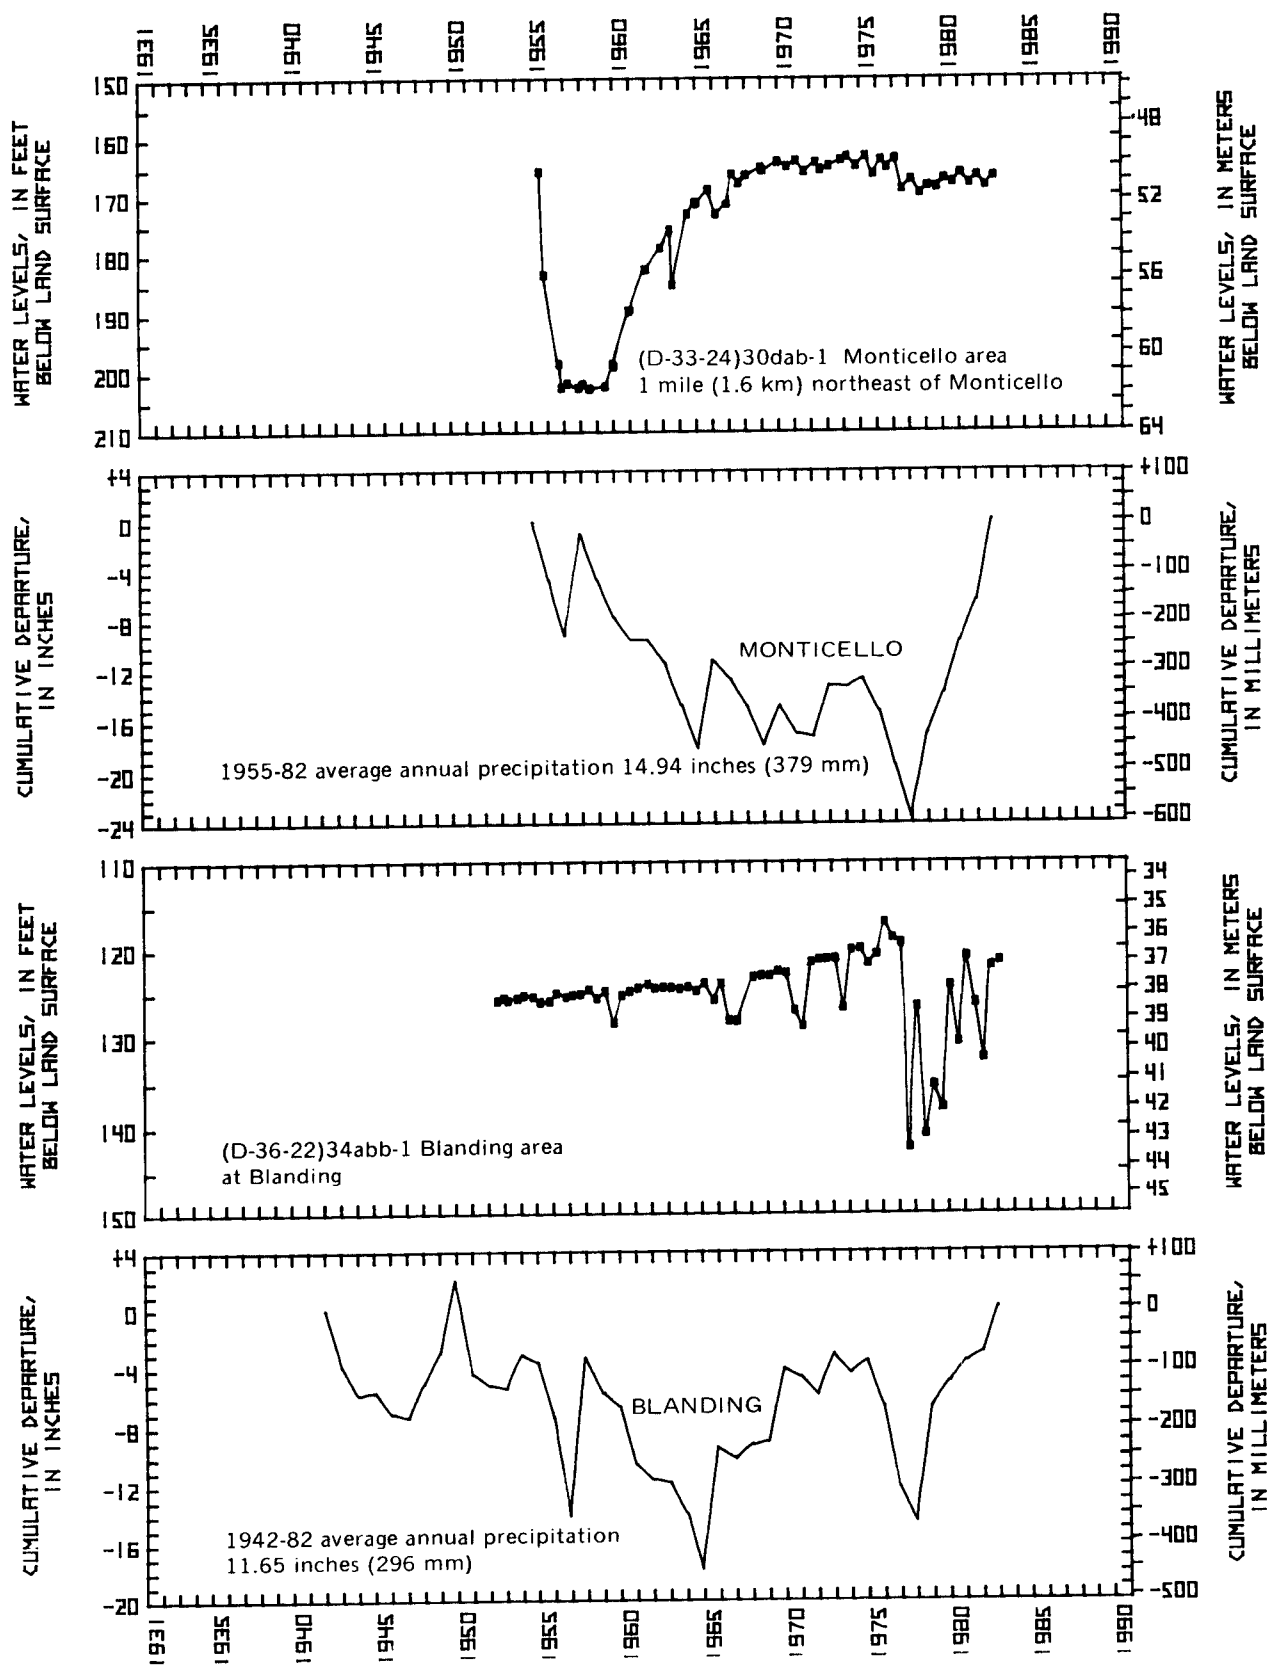 1931 1935 1940 1945 1950 1955 1960 1965 1970 1975 1980 1985 1990
WATER LEVELS, IN FEET
BELOW LAND SURFACE
150
160
170
180
190
200
210
48
52
56
60
64
WATER LEVELS, IN METERS
BELOW LAND SURFACE
(D-33-24)30dab-1 Monticello area
1 mile (1.6 km) northeast of Monticello
CUMULATIVE DEPARTURE,
IN INCHES
+4
0
-4
-8
-12
-16
-20
-24
+100
0
-100
-200
-300
-400
-500
-600
CUMULATIVE DEPARTURE,
IN MILLIMETERS
MONTICELLO
1955-82 average annual precipitation 14.94 inches (379 mm)
WATER LEVELS, IN FEET
BELOW LAND SURFACE
110
120
130
140
150
34
35
36
37
38
39
40
41
42
43
44
45
WATER LEVELS, IN METERS
BELOW LAND SURFACE
(D-36-22)34abb-1 Blanding area
at Blanding
CUMULATIVE DEPARTURE,
IN INCHES
+4
0
-4
-8
-12
-16
-20
+100
0
-100
-200
-300
-400
-500
CUMULATIVE DEPARTURE,
IN MILLIMETERS
BLANDING
1942-82 average annual precipitation
11.65 inches (296 mm)
1931 1935 1940 1945 1950 1955 1960 1965 1970 1975 1980 1985 1990